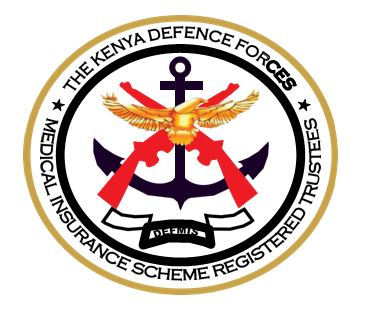 THE KENYA DEFENCE FORCES
MEDICAL INSURANCE SCHEME REGISTERED TRUSTEES
DEFMIS